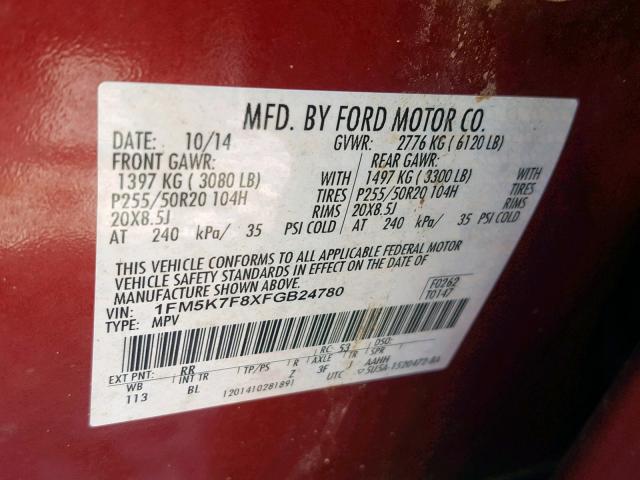 MFD. BY FORD MOTOR CO.
DATE: 10/14 GVWR: 2776 KG ( 6120 LB)
FRONT GAWR: REAR GAWR:
1397 KG ( 3080 LB) WITH 1497 KG ( 3300 LB) WITH
P255/50R20 104H TIRES P255/50R20 104H TIRES
20X8.5J RIMS 20X8.5J RIMS
AT 240 kPa/ 35 PSI COLD AT 240 kPa/ 35 PSI COLD
THIS VEHICLE CONFORMS TO ALL APPLICABLE FEDERAL MOTOR
VEHICLE SAFETY STANDARDS IN EFFECT ON THE DATE OF
MANUFACTURE SHOWN ABOVE.
VIN: 1FM5K7F8XFGB24780 F0262
TYPE: MPV T0147
EXT PNT: RR RC: 53 DSO:
WB INT TR TP/PS R AXLE TR SPR
113 BL Z 3F J AAHH
1201410281891 UTC